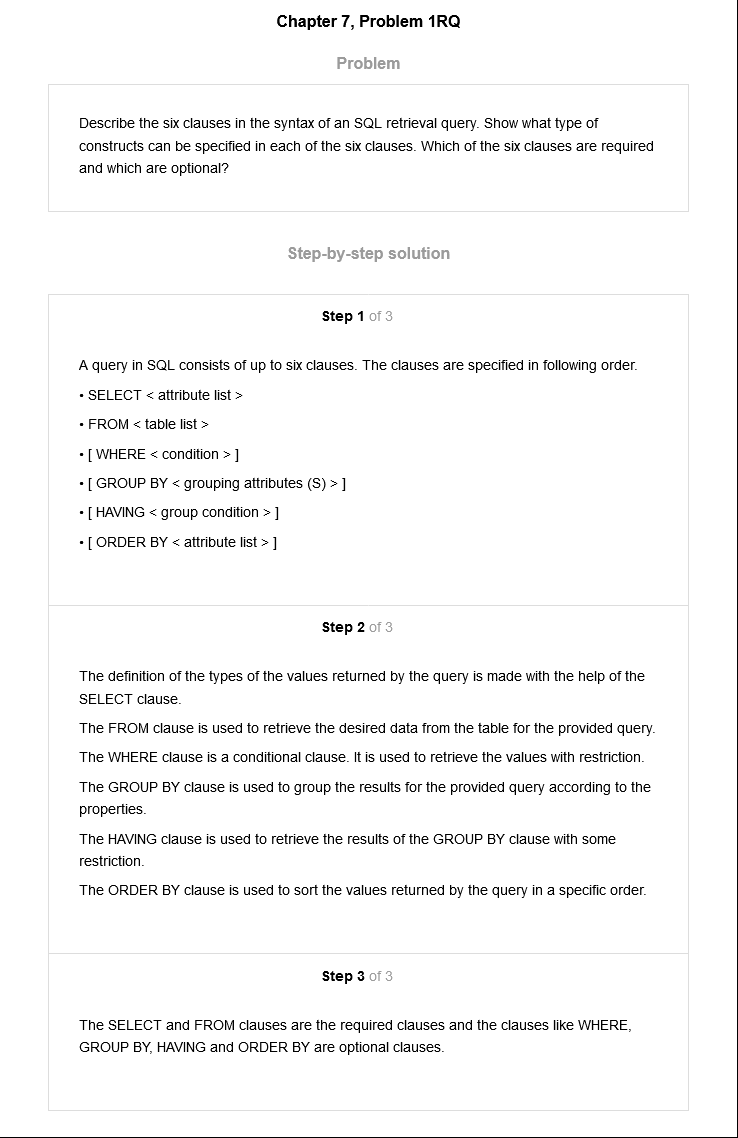 Chapter 7, Problem 1RQ
Problem
Describe the six clauses in the syntax of an SQL retrieval query. Show what type of
constructs can be specified in each of the six clauses. Which of the six clauses are required
and which are optional?
Step-by-step solution
Step 1 of 3
A query in SQL consists of up to six clauses. The clauses are specified in following order.
• SELECT < attribute list >
• FROM < table list >
• [ WHERE < condition > ]
• [ GROUP BY < grouping attributes (S) > ]
• [ HAVING < group condition > ]
• [ ORDER BY < attribute list > ]
Step 2 of 3
The definition of the types of the values returned by the query is made with the help of the
SELECT clause.
The FROM clause is used to retrieve the desired data from the table for the provided query.
The WHERE clause is a conditional clause. It is used to retrieve the values with restriction.
The GROUP BY clause is used to group the results for the provided query according to the
properties.
The HAVING clause is used to retrieve the results of the GROUP BY clause with some
restriction.
The ORDER BY clause is used to sort the values returned by the query in a specific order.
Step 3 of 3
The SELECT and FROM clauses are the required clauses and the clauses like WHERE,
GROUP BY, HAVING and ORDER BY are optional clauses.